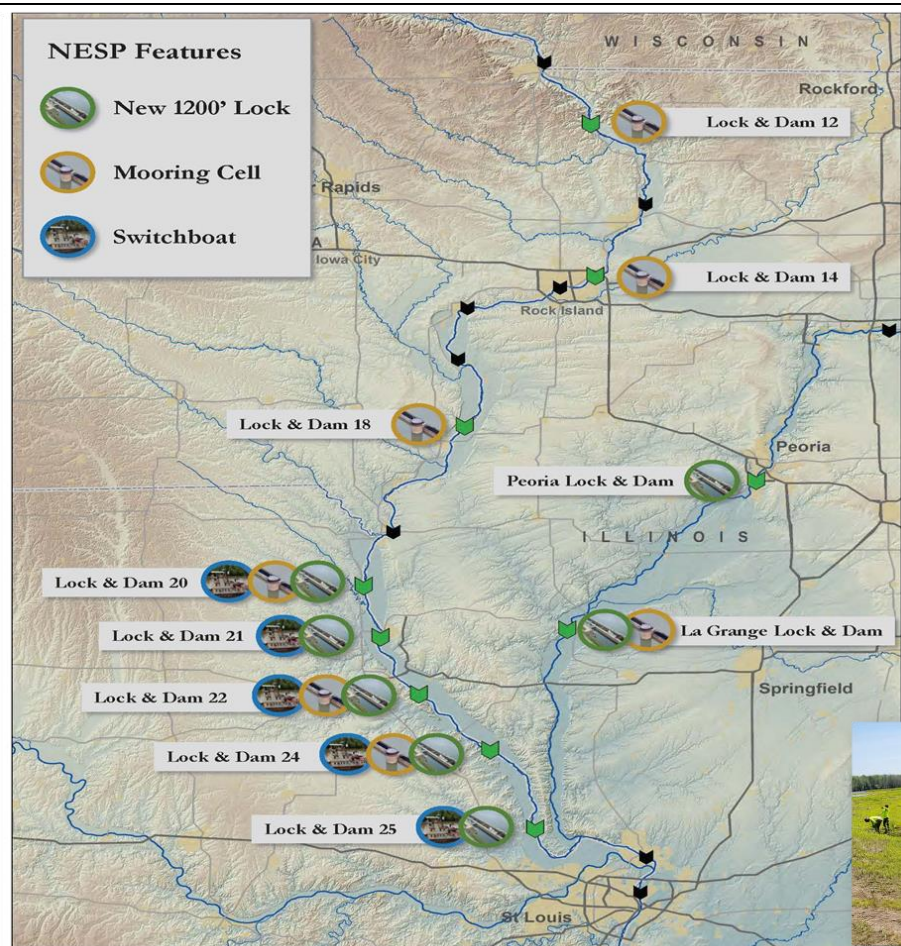 NESP Features
New 1200' Lock
Mooring Cell
Switchboat
WISCONSIN
Rockford
Lock & Dam 12
r Rapids
A
Iowa City
Lock & Dam 14
Rock Island
Lock & Dam 18
Peoria
Peoria Lock & Dam
ILLINOIS
Lock & Dam 20
Lock & Dam 21
La Grange Lock & Dam
Lock & Dam 22
Springfield
Lock & Dam 24
Lock & Dam 25
St Louis